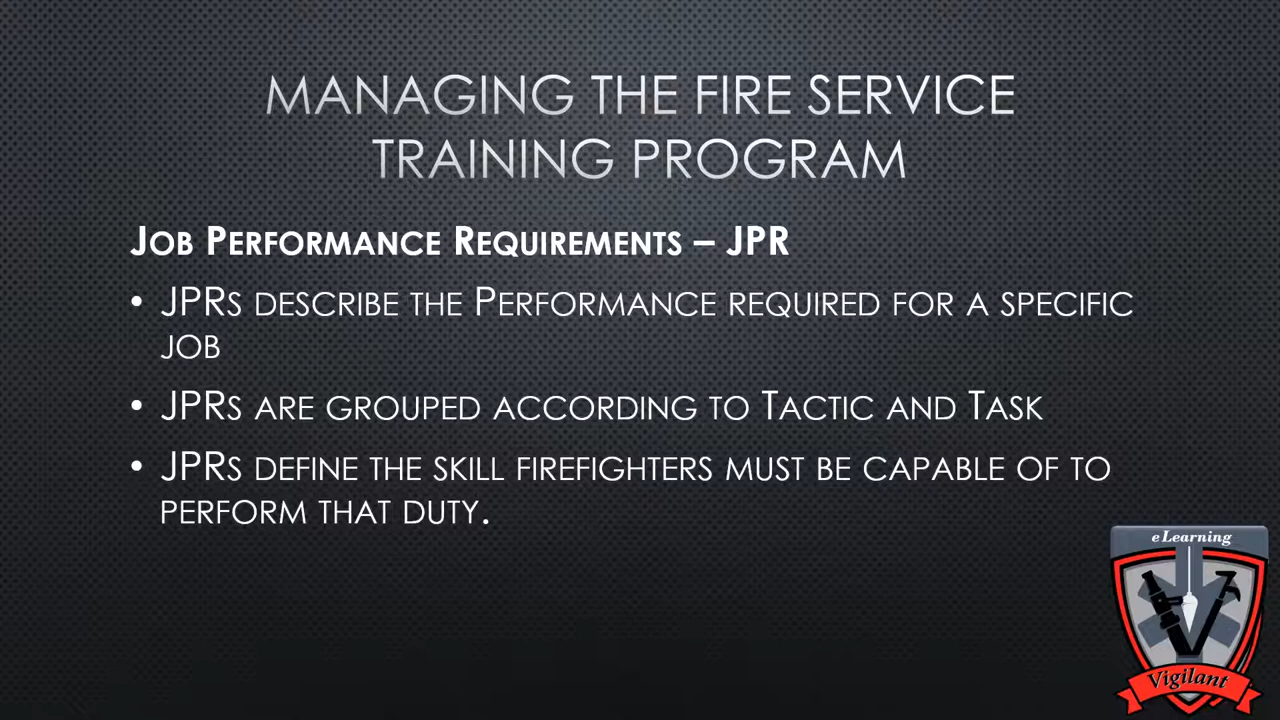 MANAGING THE FIRE SERVICE
TRAINING PROGRAM
JOB PERFORMANCE REQUIREMENTS – JPR
• JPRS DESCRIBE THE PERFORMANCE REQUIRED FOR A SPECIFIC
JOB
• JPRS ARE GROUPED ACCORDING TO TACTIC AND TASK
• JPRS DEFINE THE SKILL FIREFIGHTERS MUST BE CAPABLE OF TO
PERFORM THAT DUTY.
eLearning
V
Vigilant